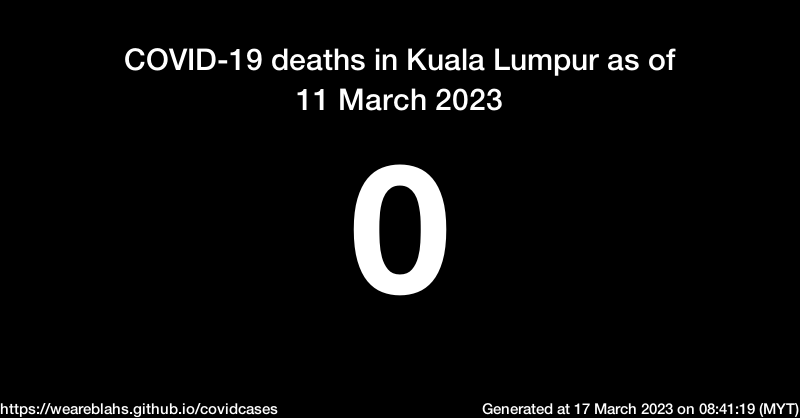 COVID-19 deaths in Kuala Lumpur as of
11 March 2023
0
https://weareblahs.github.io/covidcases
Generated at 17 March 2023 on 08:41:19 (MYT)